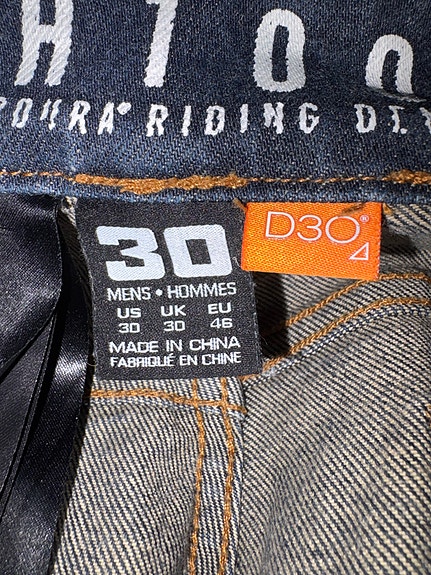 RIDING
30
D3O®
MENS • HOMMES
US UK EU
30 30 46
MADE IN CHINA
FABRIQUÉ EN CHINE